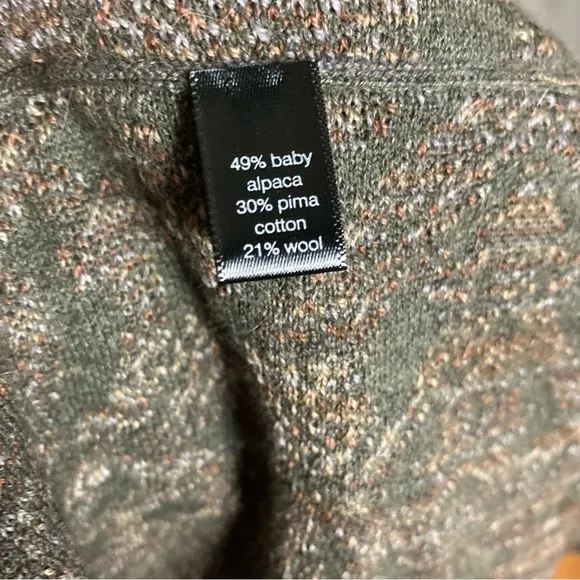 49% baby
alpaca
30% pima
cotton
21% wool